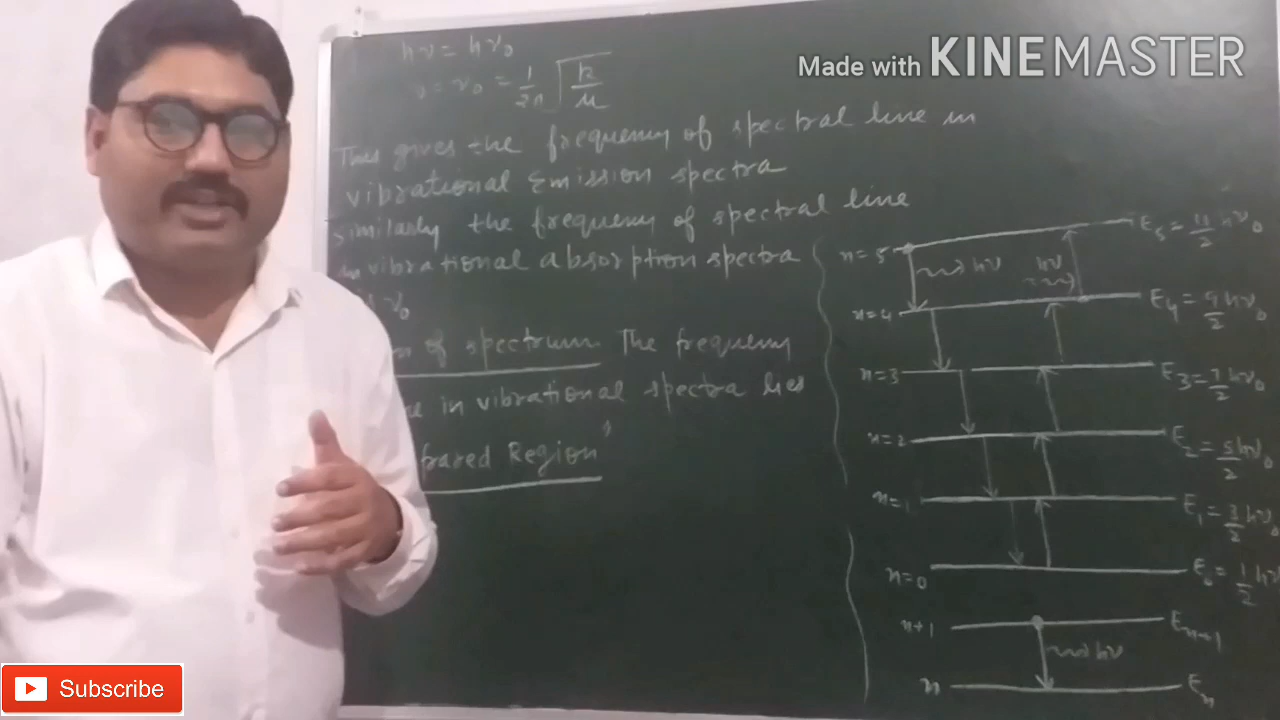 Made with KINEMASTER
hν = hν₀
ν = ν₀ = 1/2π √k/μ
This gives the frequency of spectral line in
vibrational Emission spectra
similarly the frequency of spectral line
in vibrational absorption spectra
ν₀
of spectrum. The frequency
in vibrational spectra lies
frared Region"
n=5 hν hν E₅ = 11/2 hν₀
n=4 E₄ = 9/2 hν₀
n=3 E₃ = 7/2 hν₀
n=2 E₂ = 5/2 hν₀
n=1 E₁ = 3/2 hν₀
n=0 E₀ = 1/2 hν
n+1 Eₙ₊₁
hν
n Eₙ
Subscribe